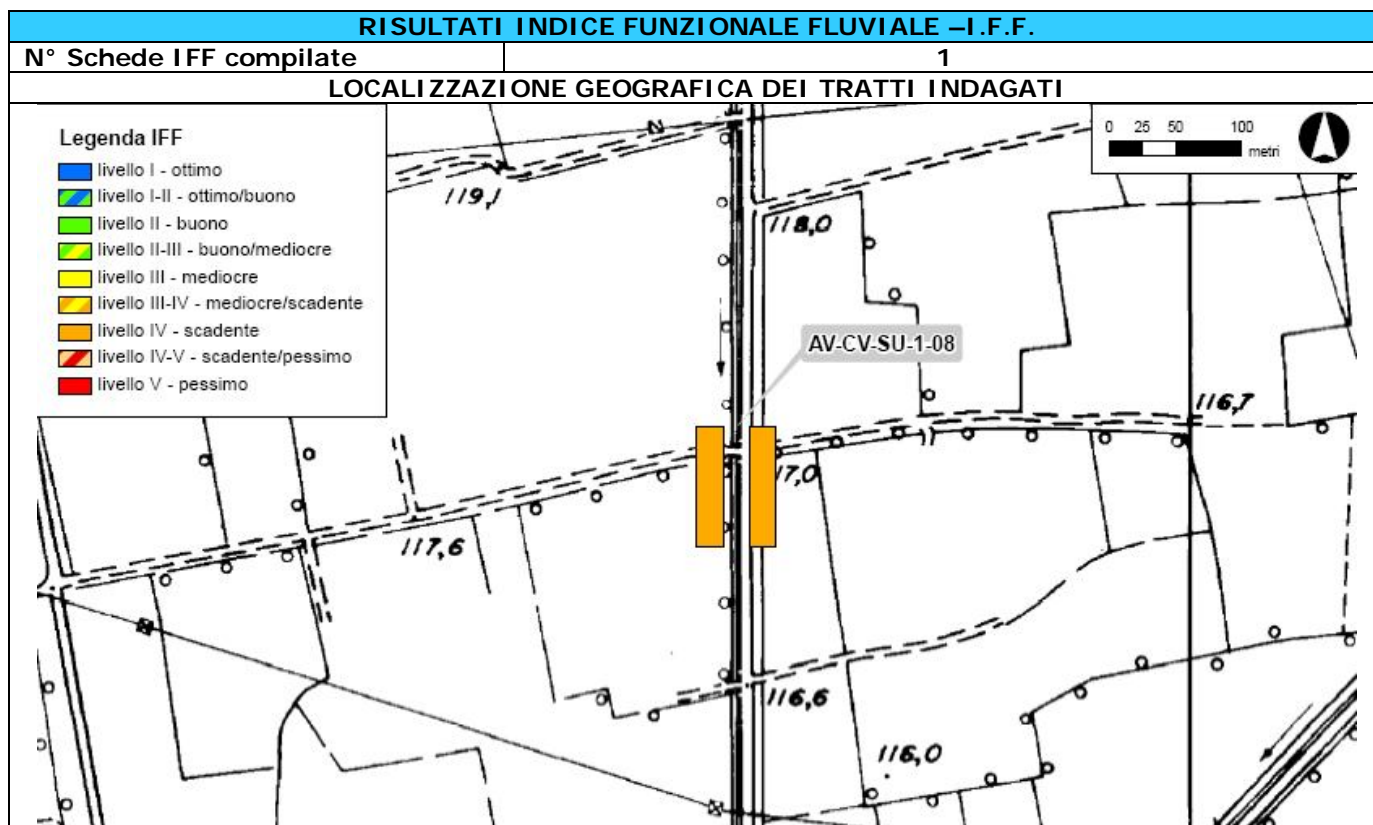 RISULTATI INDICE FUNZIONALE FLUVIALE –I.F.F.
N° Schede IFF compilate 1
LOCALIZZAZIONE GEOGRAFICA DEI TRATTI INDAGATI
Legenda IFF
livello I - ottimo
livello I-II - ottimo/buono
livello II - buono
livello II-III - buono/mediocre
livello III - mediocre
livello III-IV - mediocre/scadente
livello IV - scadente
livello IV-V - scadente/pessimo
livello V - pessimo
0 25 50 100
metri
119,1
118,0
AV-CV-SU-1-08
116,7
17,0
117,6
116,6
116,0